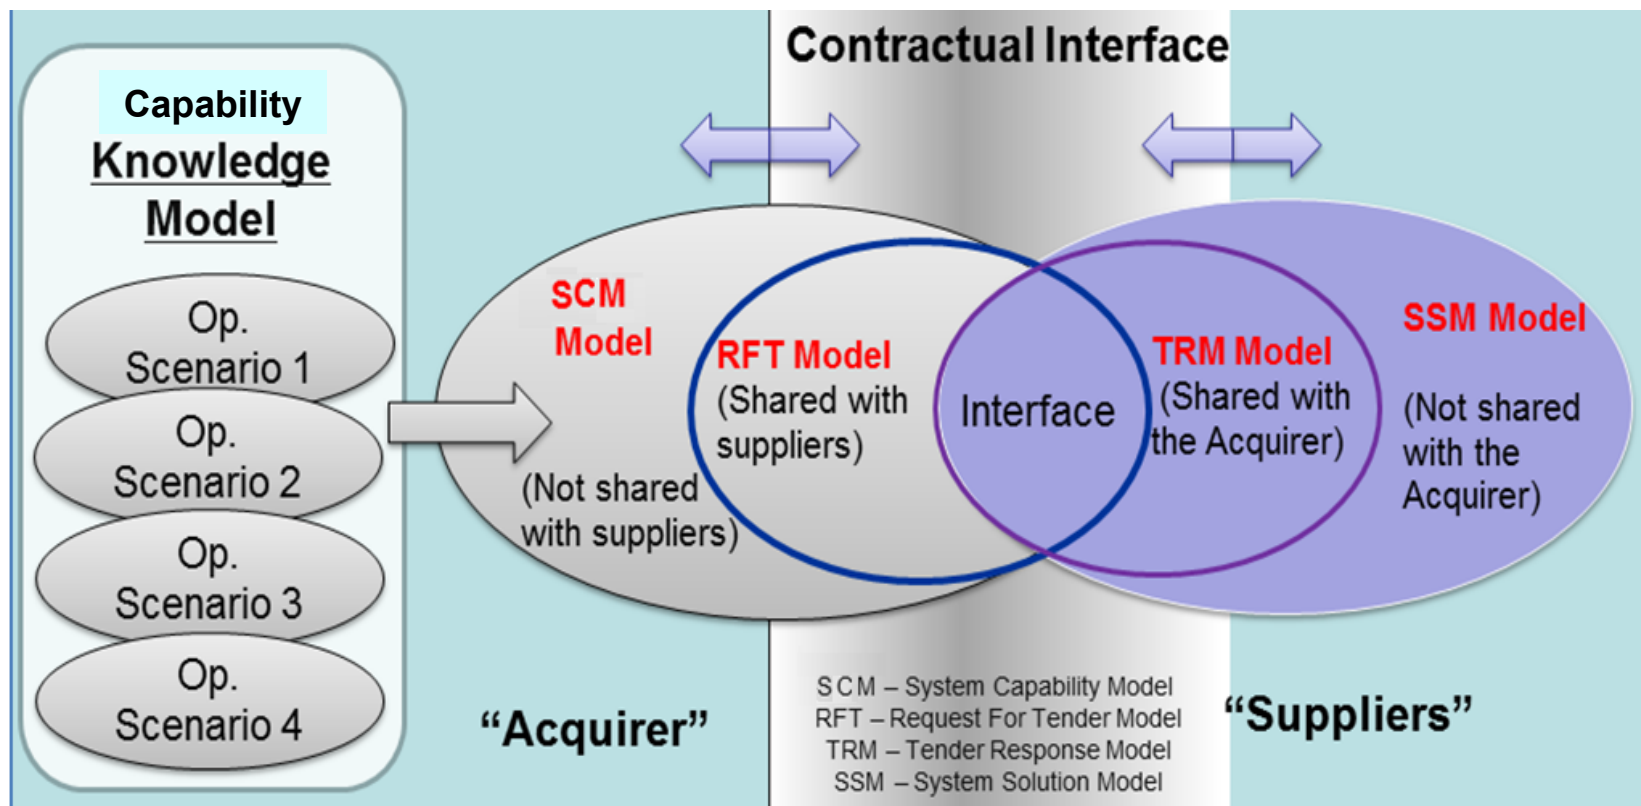 Contractual Interface
Capability
Knowledge
Model
Op.
Scenario 1
Op.
Scenario 2
Op.
Scenario 3
Op.
Scenario 4
SCM
Model
(Not shared
with suppliers)
RFT Model
(Shared with
suppliers)
Interface
TRM Model
(Shared with
the Acquirer)
SSM Model
(Not shared
with the
Acquirer)
“Acquirer”
SCM – System Capability Model
RFT – Request For Tender Model
TRM – Tender Response Model
SSM – System Solution Model
“Suppliers”